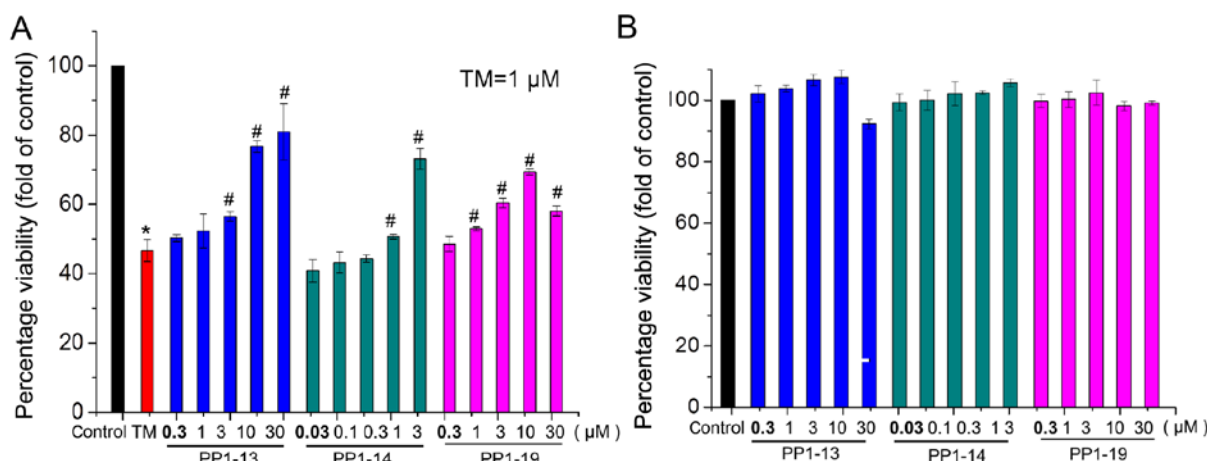 A
Percentage viability (fold of control)
100
80
60
40
20
0
TM=1 μM
*
#
#
#
#
#
#
#
#
#
Control TM 0.3 1 3 10 30 0.03 0.1 0.3 1 3 0.3 1 3 10 30 ( μM )
PP1-13 PP1-14 PP1-19
B
Percentage viability (fold of control)
100
80
60
40
20
0
Control 0.3 1 3 10 30 0.03 0.1 0.3 1 3 0.3 1 3 10 30 ( μM )
PP1-13 PP1-14 PP1-19